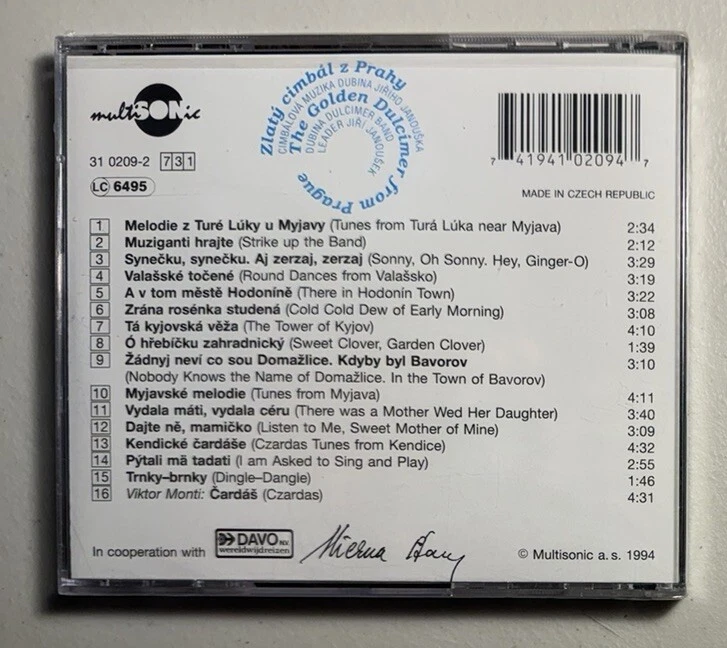 multiSONic
31 0209-2 731
LC 6495
Zlatý cimbál z Prahy
CIMBÁLOVÁ MUZIKA DUBINA JIŘÍHO JANOUŠKA
The Golden Dulcimer from Prague
DUBINA DULCIMER BAND
LEADER JIŘÍ JANOUŠEK
7 41941 02094 7
MADE IN CZECH REPUBLIC
1 Melodie z Turé Lúky u Myjavy (Tunes from Turá Lúka near Myjava) 2:34
2 Muziganti hrajte (Strike up the Band) 2:12
3 Synečku, synečku. Aj zerzaj, zerzaj (Sonny, Oh Sonny. Hey, Ginger-O) 3:29
4 Valašské točené (Round Dances from Valašsko) 3:19
5 A v tom městě Hodoníně (There in Hodonín Town) 3:22
6 Zrána rosénka studená (Cold Cold Dew of Early Morning) 3:08
7 Tá kyjovská věža (The Tower of Kyjov) 4:10
8 Ó hřebíčku zahradnický (Sweet Clover, Garden Clover) 1:39
9 Žádnyj neví co sou Domažlice. Kdyby byl Bavorov 3:10
(Nobody Knows the Name of Domažlice. In the Town of Bavorov)
10 Myjavské melodie (Tunes from Myjava) 4:11
11 Vydala máti, vydala céru (There was a Mother Wed Her Daughter) 3:40
12 Dajte ně, mamičko (Listen to Me, Sweet Mother of Mine) 3:09
13 Kendické čardáše (Czardas Tunes from Kendice) 4:32
14 Pýtali mä tadati (I am Asked to Sing and Play) 2:55
15 Trnky–brnky (Dingle–Dangle) 1:46
16 Viktor Monti: Čardáš (Czardas) 4:31
In cooperation with
DAVO N.V.
wereldwijdreizen
© Multisonic a. s. 1994